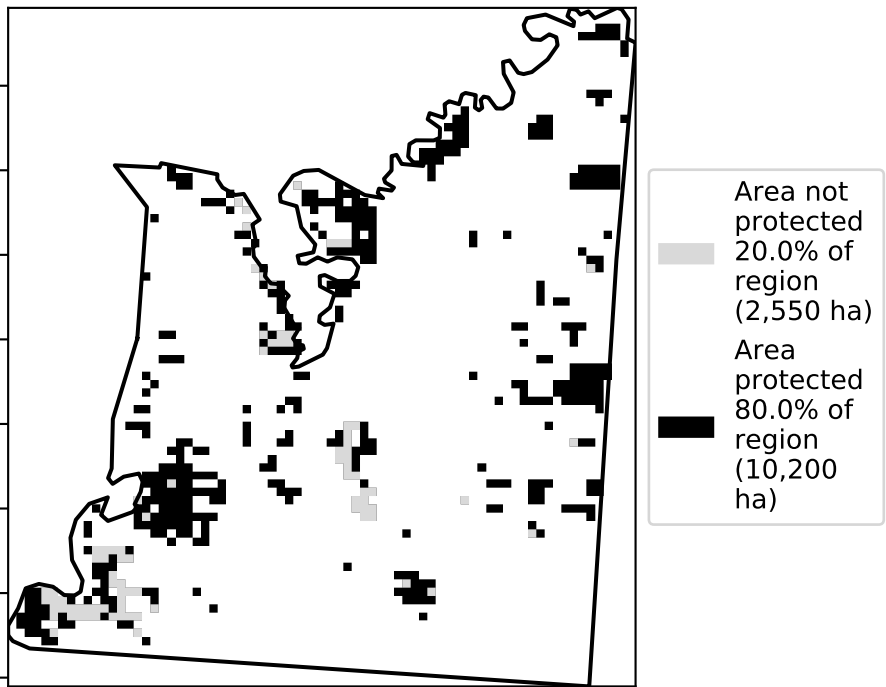 Area not
protected
20.0% of
region
(2,550 ha)
Area
protected
80.0% of
region
(10,200
ha)